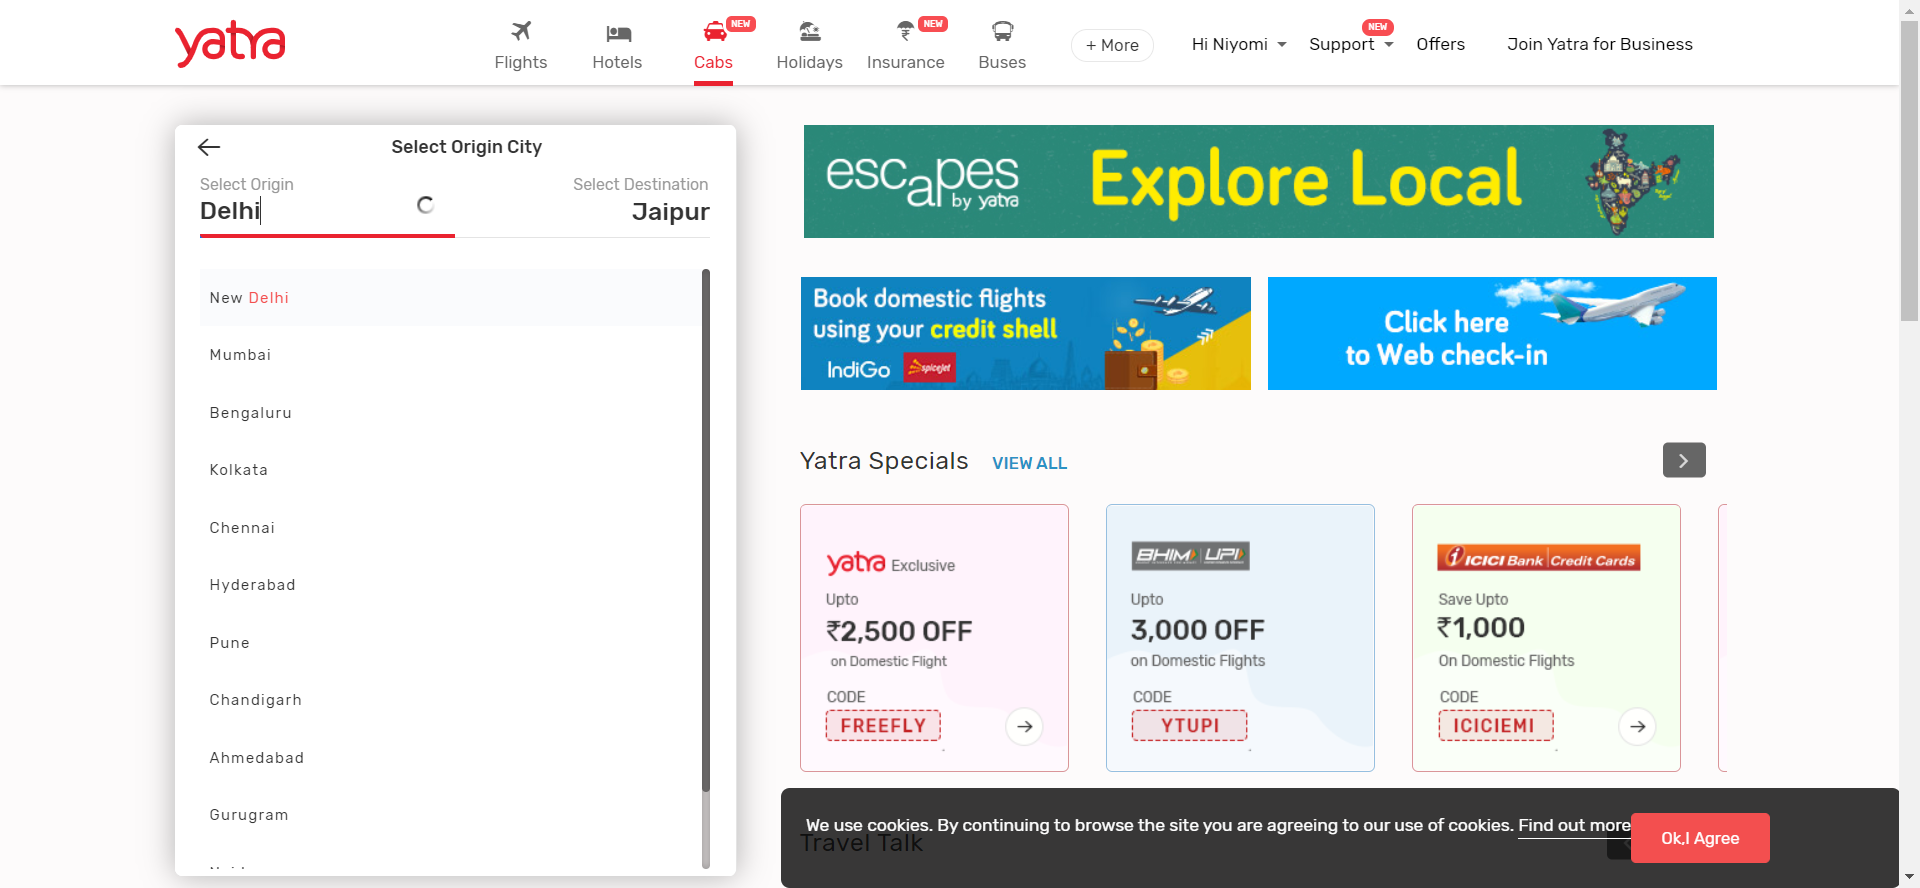 yatra
Flights
Hotels
NEW
Cabs
Holidays
NEW
Insurance
Buses
+ More
Hi Niyomi
NEW
Support
Offers
Join Yatra for Business
Select Origin City
Select Origin
Delhi
Select Destination
Jaipur
New Delhi
Mumbai
Bengaluru
Kolkata
Chennai
Hyderabad
Pune
Chandigarh
Ahmedabad
Gurugram
escapes
by yatra
Explore Local
Book domestic flights
using your credit shell
IndiGo
spicejet
Click here
to Web check-in
Yatra Specials
VIEW ALL
yatra Exclusive
Upto
₹2,500 OFF
on Domestic Flight
CODE
FREEFLY
BHIM UPI
Upto
3,000 OFF
on Domestic Flights
CODE
YTUPI
ICICI Bank Credit Cards
Save Upto
₹1,000
On Domestic Flights
CODE
ICICIEMI
We use cookies. By continuing to browse the site you are agreeing to our use of cookies. Find out more
Ok,I Agree
Travel Talk